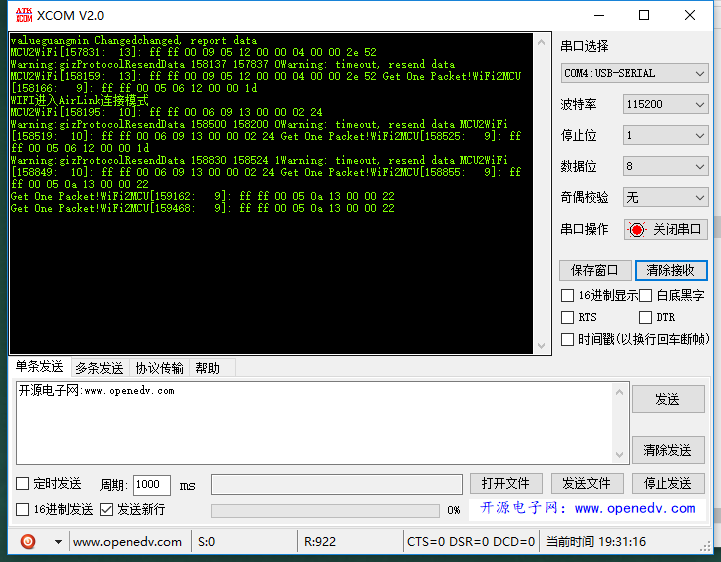 XCOM V2.0
valueguangmin Changedchanged, report data
MCU2WiFi[157831:  13]: ff ff 00 09 05 12 00 00 04 00 00 2e 52
Warning:gizProtocolResendData 158137 157837 0Warning: timeout, resend data
MCU2WiFi[158159:  13]: ff ff 00 09 05 12 00 00 04 00 00 2e 52 Get One Packet!WiFi2MCU
[158166:   9]: ff ff 00 05 06 12 00 00 1d
WIFI进入AirLink连接模式
MCU2WiFi[158195:  10]: ff ff 00 06 09 13 00 00 02 24
Warning:gizProtocolResendData 158500 158200 0Warning: timeout, resend data MCU2WiFi
[158519:  10]: ff ff 00 06 09 13 00 00 02 24 Get One Packet!WiFi2MCU[158525:   9]: ff
ff 00 05 06 12 00 00 1d
Warning:gizProtocolResendData 158830 158524 1Warning: timeout, resend data MCU2WiFi
[158849:  10]: ff ff 00 06 09 13 00 00 02 24 Get One Packet!WiFi2MCU[158855:   9]: ff
ff 00 05 0a 13 00 00 22
Get One Packet!WiFi2MCU[159162:   9]: ff ff 00 05 0a 13 00 00 22
Get One Packet!WiFi2MCU[159468:   9]: ff ff 00 05 0a 13 00 00 22
串口选择
COM4:USB-SERIAL
波特率 115200
停止位 1
数据位 8
奇偶校验 无
串口操作 关闭串口
保存窗口 清除接收
16进制显示 白底黑字
RTS DTR
时间戳(以换行回车断帧)
单条发送 多条发送 协议传输 帮助
开源电子网:www.openedv.com
发送
清除发送
定时发送 周期: 1000 ms 打开文件 发送文件 停止发送
16进制发送 发送新行 0% 开源电子网：www.openedv.com
www.openedv.com S:0 R:922 CTS=0 DSR=0 DCD=0 当前时间 19:31:16